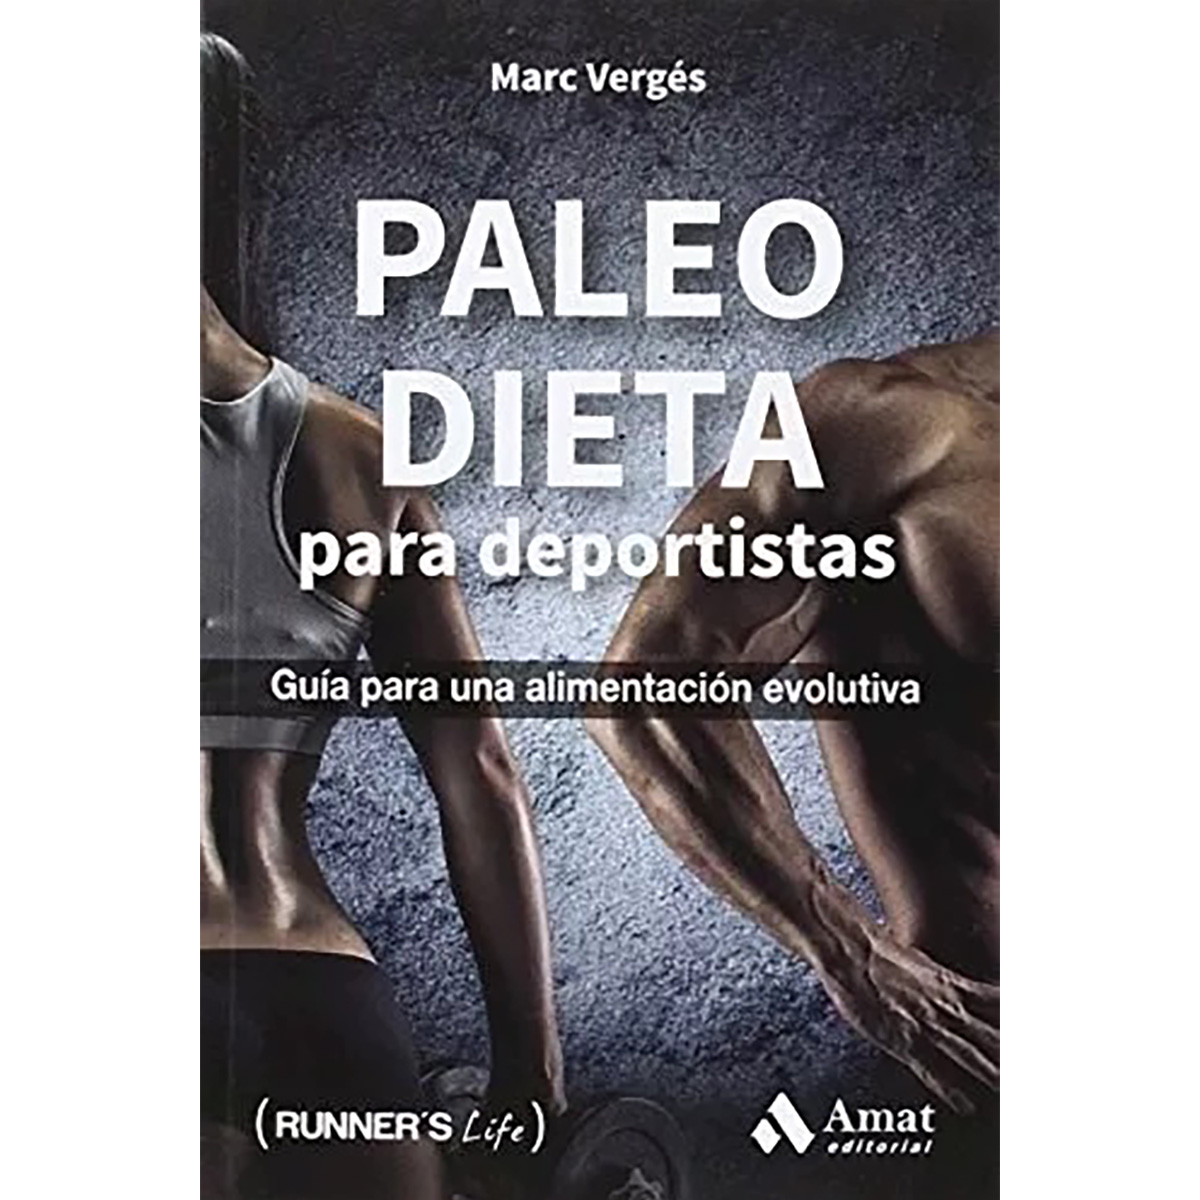 Marc Vergés
PALEO
DIETA
para deportistas
Guía para una alimentación evolutiva
(RUNNER´S Life)
Amat
editorial